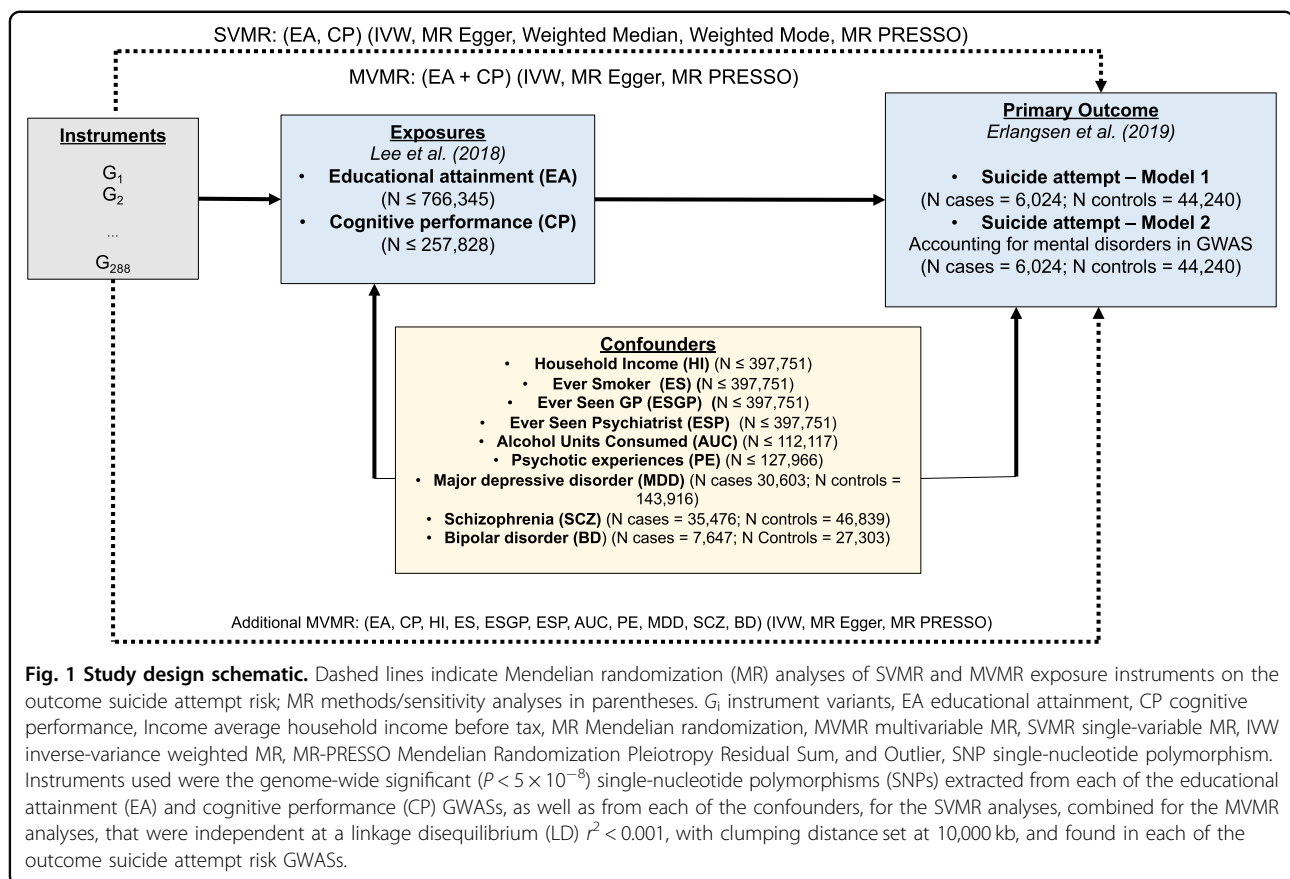 SVMR: (EA, CP) (IVW, MR Egger, Weighted Median, Weighted Mode, MR PRESSO)
MVMR: (EA + CP) (IVW, MR Egger, MR PRESSO)
Instruments
G1
G2
...
G288
Exposures
Lee et al. (2018)
• Educational attainment (EA)
(N ≤ 766,345)
• Cognitive performance (CP)
(N ≤ 257,828)
Primary Outcome
Erlangsen et al. (2019)
• Suicide attempt – Model 1
(N cases = 6,024; N controls = 44,240)
• Suicide attempt – Model 2
Accounting for mental disorders in GWAS
(N cases = 6,024; N controls = 44,240)
Confounders
• Household Income (HI) (N ≤ 397,751)
• Ever Smoker (ES) (N ≤ 397,751)
• Ever Seen GP (ESGP) (N ≤ 397,751)
• Ever Seen Psychiatrist (ESP) (N ≤ 397,751)
• Alcohol Units Consumed (AUC) (N ≤ 112,117)
• Psychotic experiences (PE) (N ≤ 127,966)
• Major depressive disorder (MDD) (N cases 30,603; N controls =
143,916)
• Schizophrenia (SCZ) (N cases = 35,476; N controls = 46,839)
• Bipolar disorder (BD) (N cases = 7,647; N Controls = 27,303)
Additional MVMR: (EA, CP, HI, ES, ESGP, ESP, AUC, PE, MDD, SCZ, BD) (IVW, MR Egger, MR PRESSO)
Fig. 1 Study design schematic. Dashed lines indicate Mendelian randomization (MR) analyses of SVMR and MVMR exposure instruments on the
outcome suicide attempt risk; MR methods/sensitivity analyses in parentheses. Gi instrument variants, EA educational attainment, CP cognitive
performance, Income average household income before tax, MR Mendelian randomization, MVMR multivariable MR, SVMR single-variable MR, IVW
inverse-variance weighted MR, MR-PRESSO Mendelian Randomization Pleiotropy Residual Sum, and Outlier, SNP single-nucleotide polymorphism.
Instruments used were the genome-wide significant (P < 5 × 10⁻⁸) single-nucleotide polymorphisms (SNPs) extracted from each of the educational
attainment (EA) and cognitive performance (CP) GWASs, as well as from each of the confounders, for the SVMR analyses, combined for the MVMR
analyses, that were independent at a linkage disequilibrium (LD) r² < 0.001, with clumping distance set at 10,000 kb, and found in each of the
outcome suicide attempt risk GWASs.